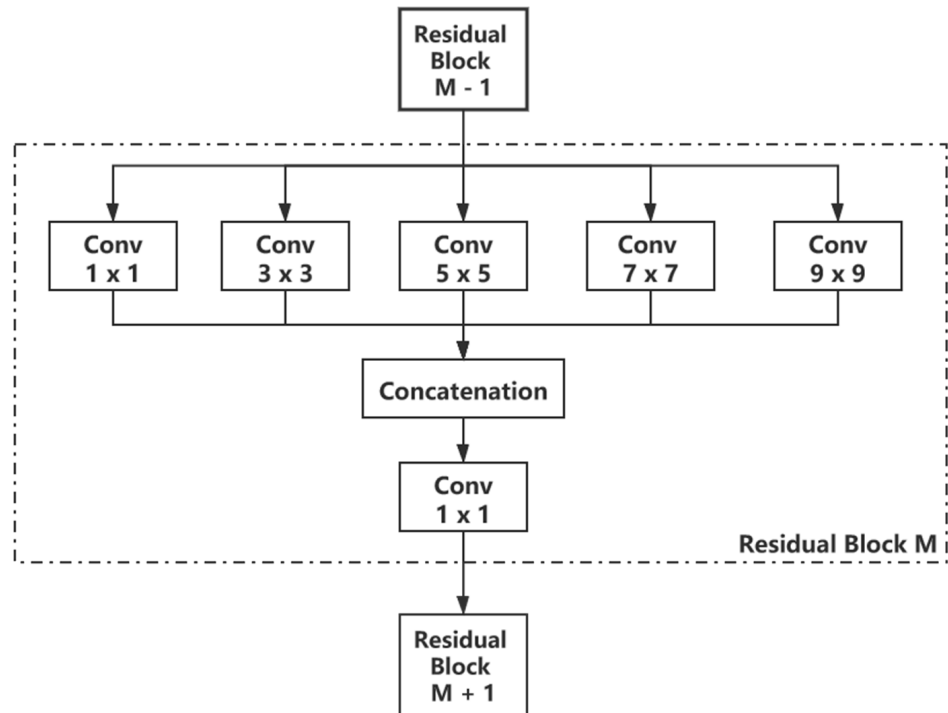 Residual
Block
M - 1
Conv
1 x 1
Conv
3 x 3
Conv
5 x 5
Conv
7 x 7
Conv
9 x 9
Concatenation
Conv
1 x 1
Residual Block M
Residual
Block
M + 1